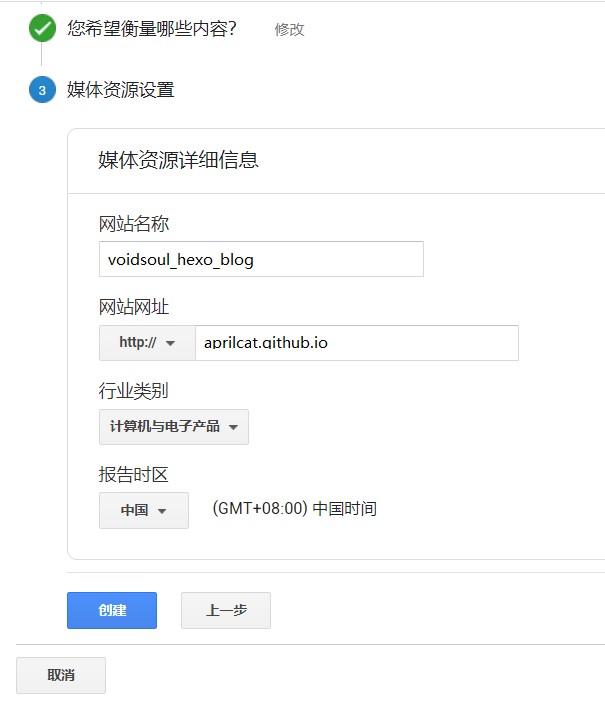 您希望衡量哪些内容? 修改
3 媒体资源设置
媒体资源详细信息
网站名称
voidsoul_hexo_blog
网站网址
http:// aprilcat.github.io
行业类别
计算机与电子产品
报告时区
中国 (GMT+08:00) 中国时间
创建 上一步
取消